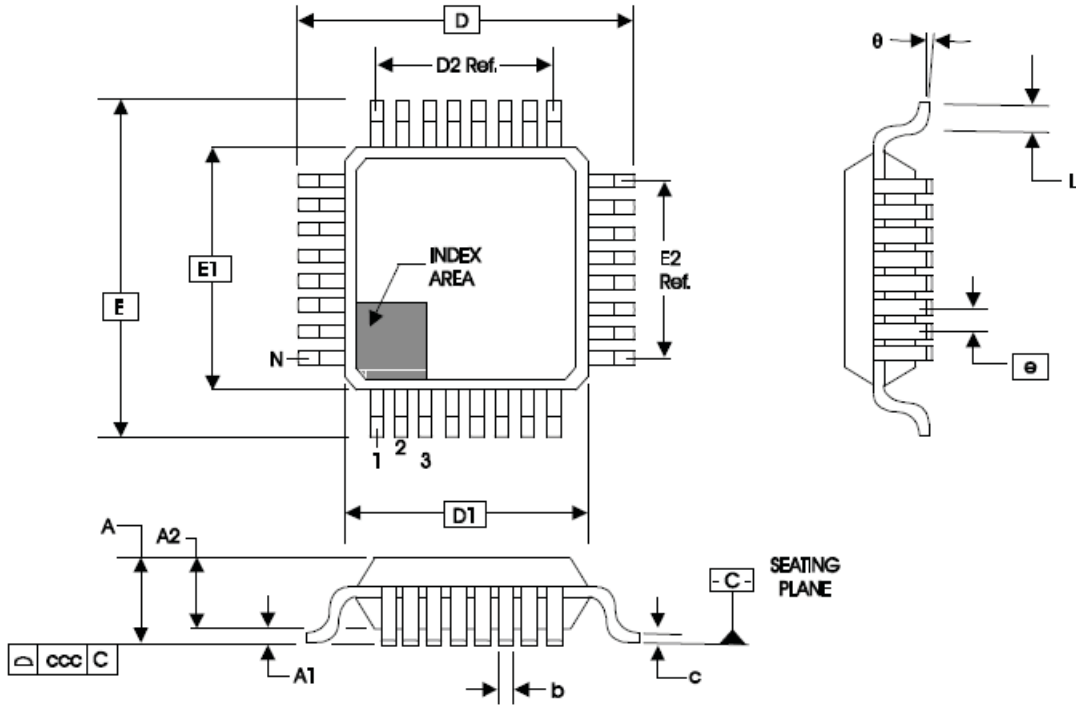 D
θ
D2 Ref.
L
INDEX
AREA
E1
E2
Ref.
E
N
e
1
2
3
D1
A
A2
SEATING
PLANE
- C -
⌓ ccc C
A1
b
c